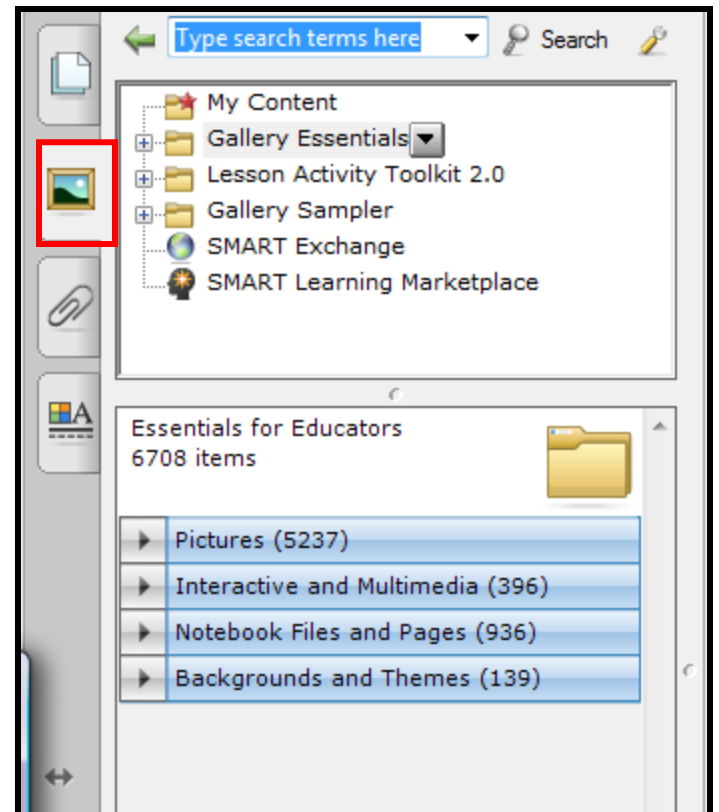 Type search terms here Search
My Content
Gallery Essentials
Lesson Activity Toolkit 2.0
Gallery Sampler
SMART Exchange
SMART Learning Marketplace
A
Essentials for Educators
6708 items
Pictures (5237)
Interactive and Multimedia (396)
Notebook Files and Pages (936)
Backgrounds and Themes (139)